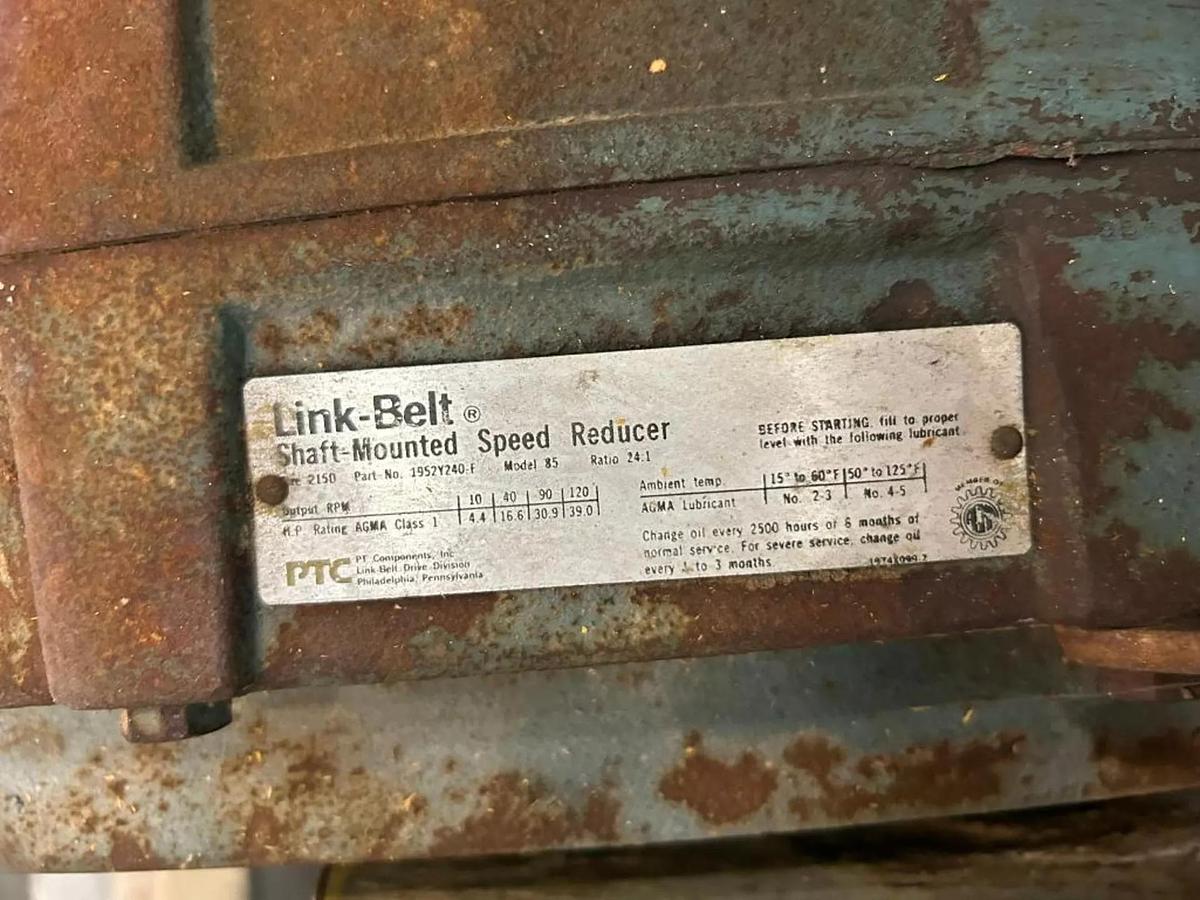 Link-Belt ®
Shaft-Mounted Speed Reducer
2150 Part No. 1952Y240-F Model 85 Ratio 24:1
Output RPM 10 40 90 120
H.P. Rating AGMA Class 1 4.4 16.6 30.9 39.0
PTC
PT Components, Inc.
Link-Belt Drive Division
Philadelphia, Pennsylvania
BEFORE STARTING, fill to proper
level with the following lubricant.
Ambient temp. 15° to 60°F 50° to 125°F
AGMA Lubricant No. 2-3 No. 4-5
Change oil every 2500 hours or 6 months of
normal service. For severe service, change oil
every 1 to 3 months
MEMBER OF